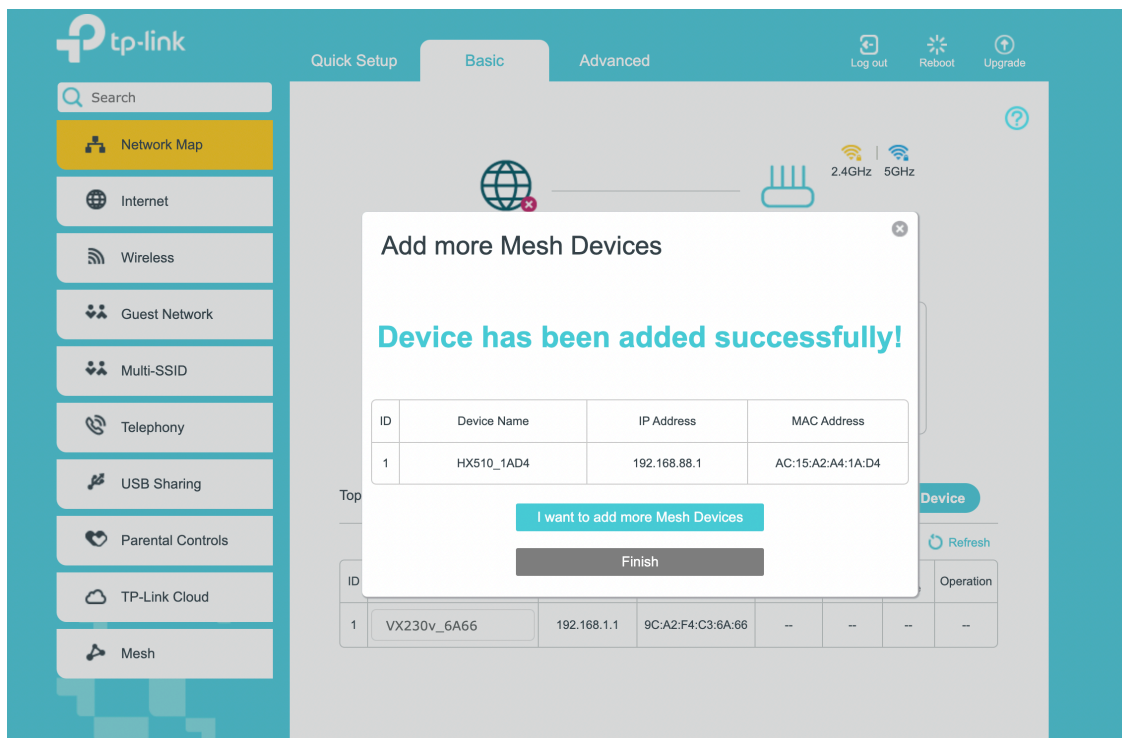 tp-link
Quick Setup
Basic
Advanced
Log out
Reboot
Upgrade
Search
Network Map
Internet
Wireless
Guest Network
Multi-SSID
Telephony
USB Sharing
Parental Controls
TP-Link Cloud
Mesh
?
2.4GHz | 5GHz
Add more Mesh Devices
Device has been added successfully!
ID Device Name IP Address MAC Address
1 HX510_1AD4 192.168.88.1 AC:15:A2:A4:1A:D4
I want to add more Mesh Devices
Finish
Top
Device
Refresh
ID Operation
1 VX230v_6A66 192.168.1.1 9C:A2:F4:C3:6A:66 -- -- -- --